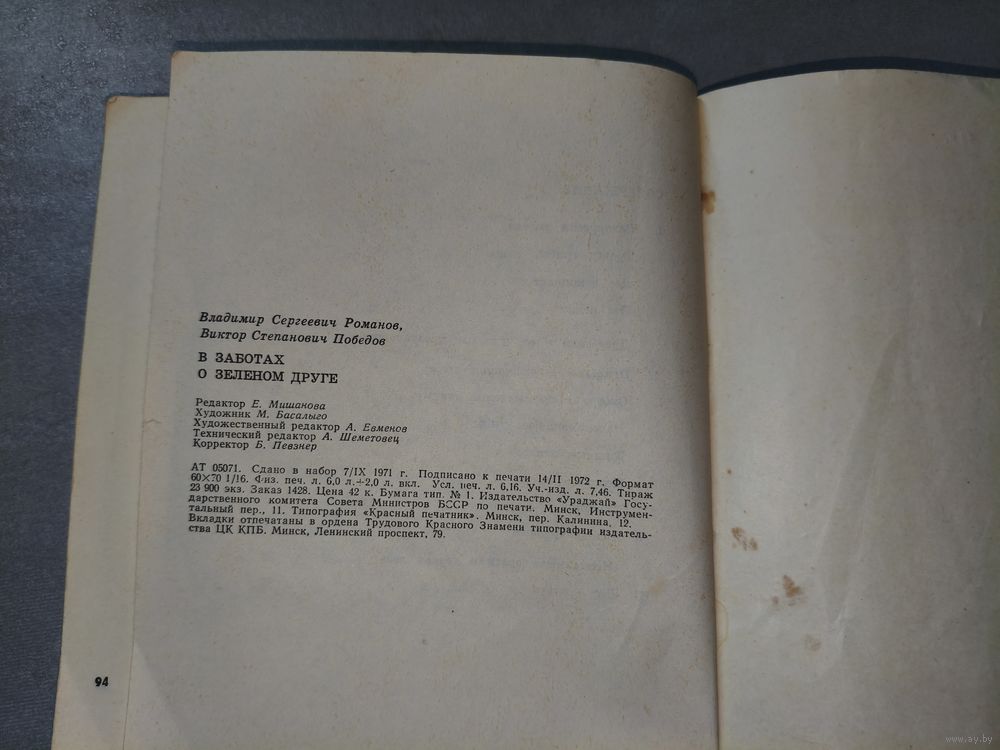 Владимир Сергеевич Романов,
Виктор Степанович Победов
В ЗАБОТАХ
О ЗЕЛЕНОМ ДРУГЕ
Редактор Е. Мишанова
Художник М. Басалыго
Художественный редактор А. Евменов
Технический редактор А. Шеметовец
Корректор Б. Певзнер
АТ 05071. Сдано в набор 7/IX 1971 г. Подписано к печати 14/II 1972 г. Формат
60×70 1/16. Физ. печ. л. 6,0 л.+2,0 л. вкл. Усл. печ. л. 6,16. Уч.-изд. л. 7,46. Тираж
23 900 экз. Заказ 1428. Цена 42 к. Бумага тип. № 1. Издательство «Ураджай» Госу-
дарственного комитета Совета Министров БССР по печати. Минск, Инструмен-
тальный пер., 11. Типография «Красный печатник». Минск, пер. Калинина, 12.
Вкладки отпечатаны в ордена Трудового Красного Знамени типографии издатель-
ства ЦК КПБ. Минск, Ленинский проспект, 79.
94
www.ay.by